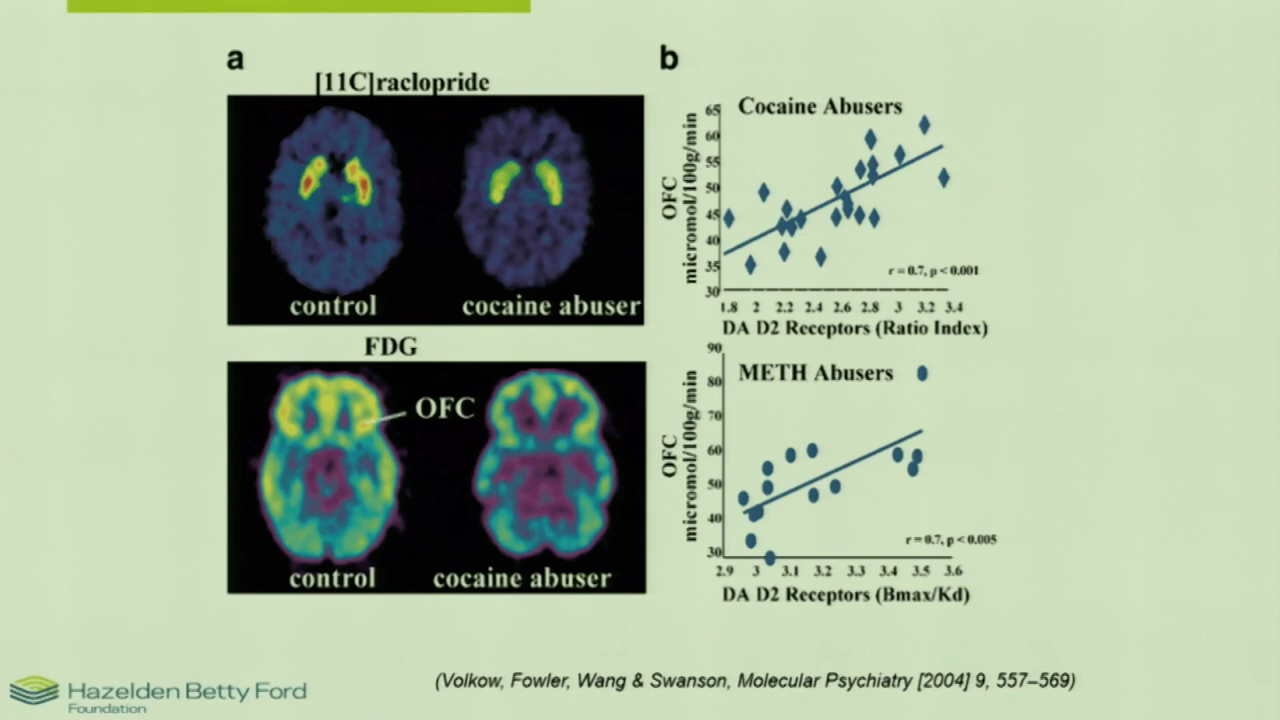 a
[11C]raclopride
control
cocaine abuser
FDG
OFC
control
cocaine abuser
b
Cocaine Abusers
OFC
micromol/100g/min
65
60
55
50
45
40
35
30
r = 0.7, p < 0.001
1.8 2 2.2 2.4 2.6 2.8 3 3.2 3.4
DA D2 Receptors (Ratio Index)
METH Abusers
OFC
micromol/100g/min
90
80
70
60
50
40
30
r = 0.7, p < 0.005
2.9 3 3.1 3.2 3.3 3.4 3.5 3.6
DA D2 Receptors (Bmax/Kd)
(Volkow, Fowler, Wang & Swanson, Molecular Psychiatry [2004] 9, 557–569)
Hazelden Betty Ford
Foundation